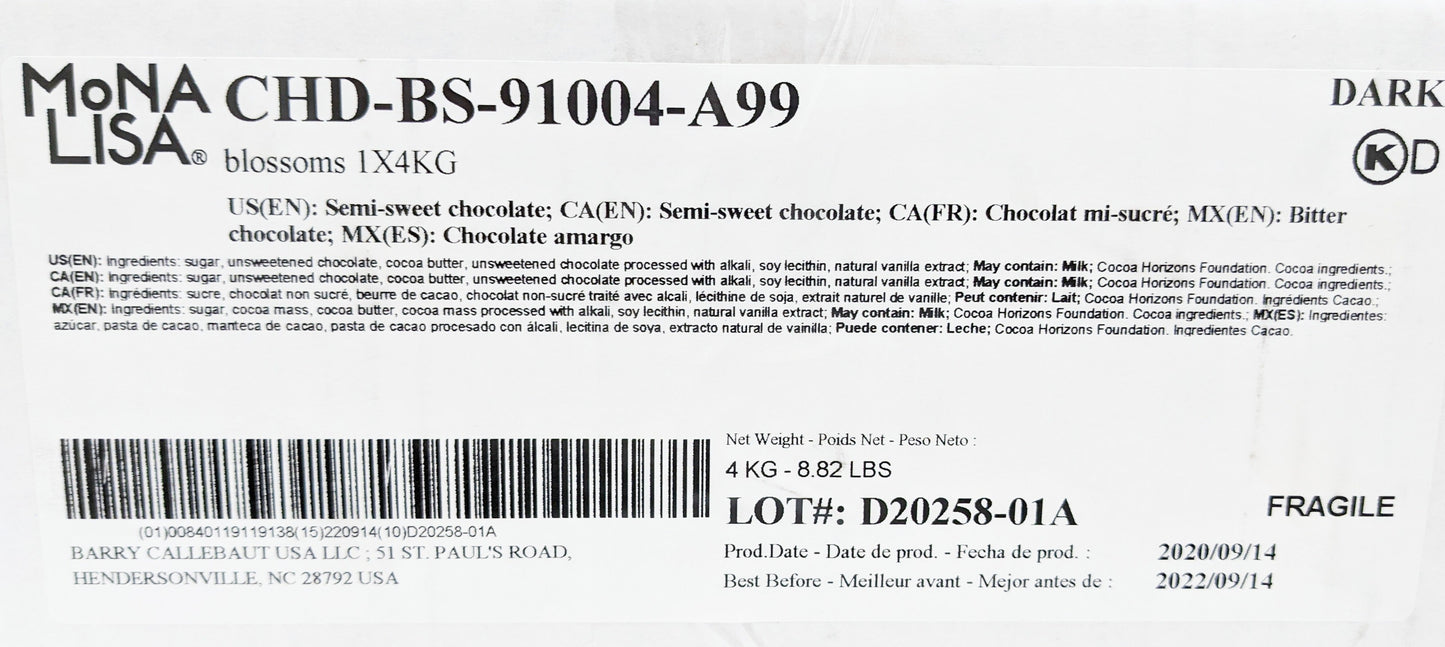 MoNA
LISA®
CHD-BS-91004-A99
DARK
blossoms 1X4KG
K D
US(EN): Semi-sweet chocolate; CA(EN): Semi-sweet chocolate; CA(FR): Chocolat mi-sucré; MX(EN): Bitter
chocolate; MX(ES): Chocolate amargo
US(EN): Ingredients: sugar, unsweetened chocolate, cocoa butter, unsweetened chocolate processed with alkali, soy lecithin, natural vanilla extract; May contain: Milk; Cocoa Horizons Foundation. Cocoa ingredients.;
CA(EN): Ingredients: sugar, unsweetened chocolate, cocoa butter, unsweetened chocolate processed with alkali, soy lecithin, natural vanilla extract; May contain: Milk; Cocoa Horizons Foundation. Cocoa ingredients.;
CA(FR): Ingrédients: sucre, chocolat non sucré, beurre de cacao, chocolat non-sucré traité avec alcali, lécithine de soja, extrait naturel de vanille; Peut contenir: Lait; Cocoa Horizons Foundation. Ingrédients Cacao.;
MX(EN): Ingredients: sugar, cocoa mass, cocoa butter, cocoa mass processed with alkali, soy lecithin, natural vanilla extract; May contain: Milk; Cocoa Horizons Foundation. Cocoa ingredients.; MX(ES): Ingredientes:
azúcar, pasta de cacao, manteca de cacao, pasta de cacao procesado con álcali, lecitina de soya, extracto natural de vainilla; Puede contener: Leche; Cocoa Horizons Foundation. Ingredientes Cacao.
Net Weight - Poids Net - Peso Neto :
4 KG - 8.82 LBS
LOT#: D20258-01A
FRAGILE
(01)00840119119138(15)220914(10)D20258-01A
BARRY CALLEBAUT USA LLC ; 51 ST. PAUL'S ROAD,
HENDERSONVILLE, NC 28792 USA
Prod.Date - Date de prod. - Fecha de prod. : 2020/09/14
Best Before - Meilleur avant - Mejor antes de : 2022/09/14